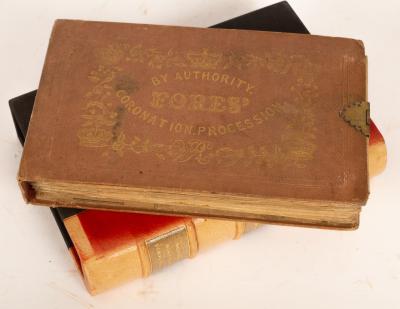 BY AUTHORITY.
FORES'
CORONATION PROCESSION